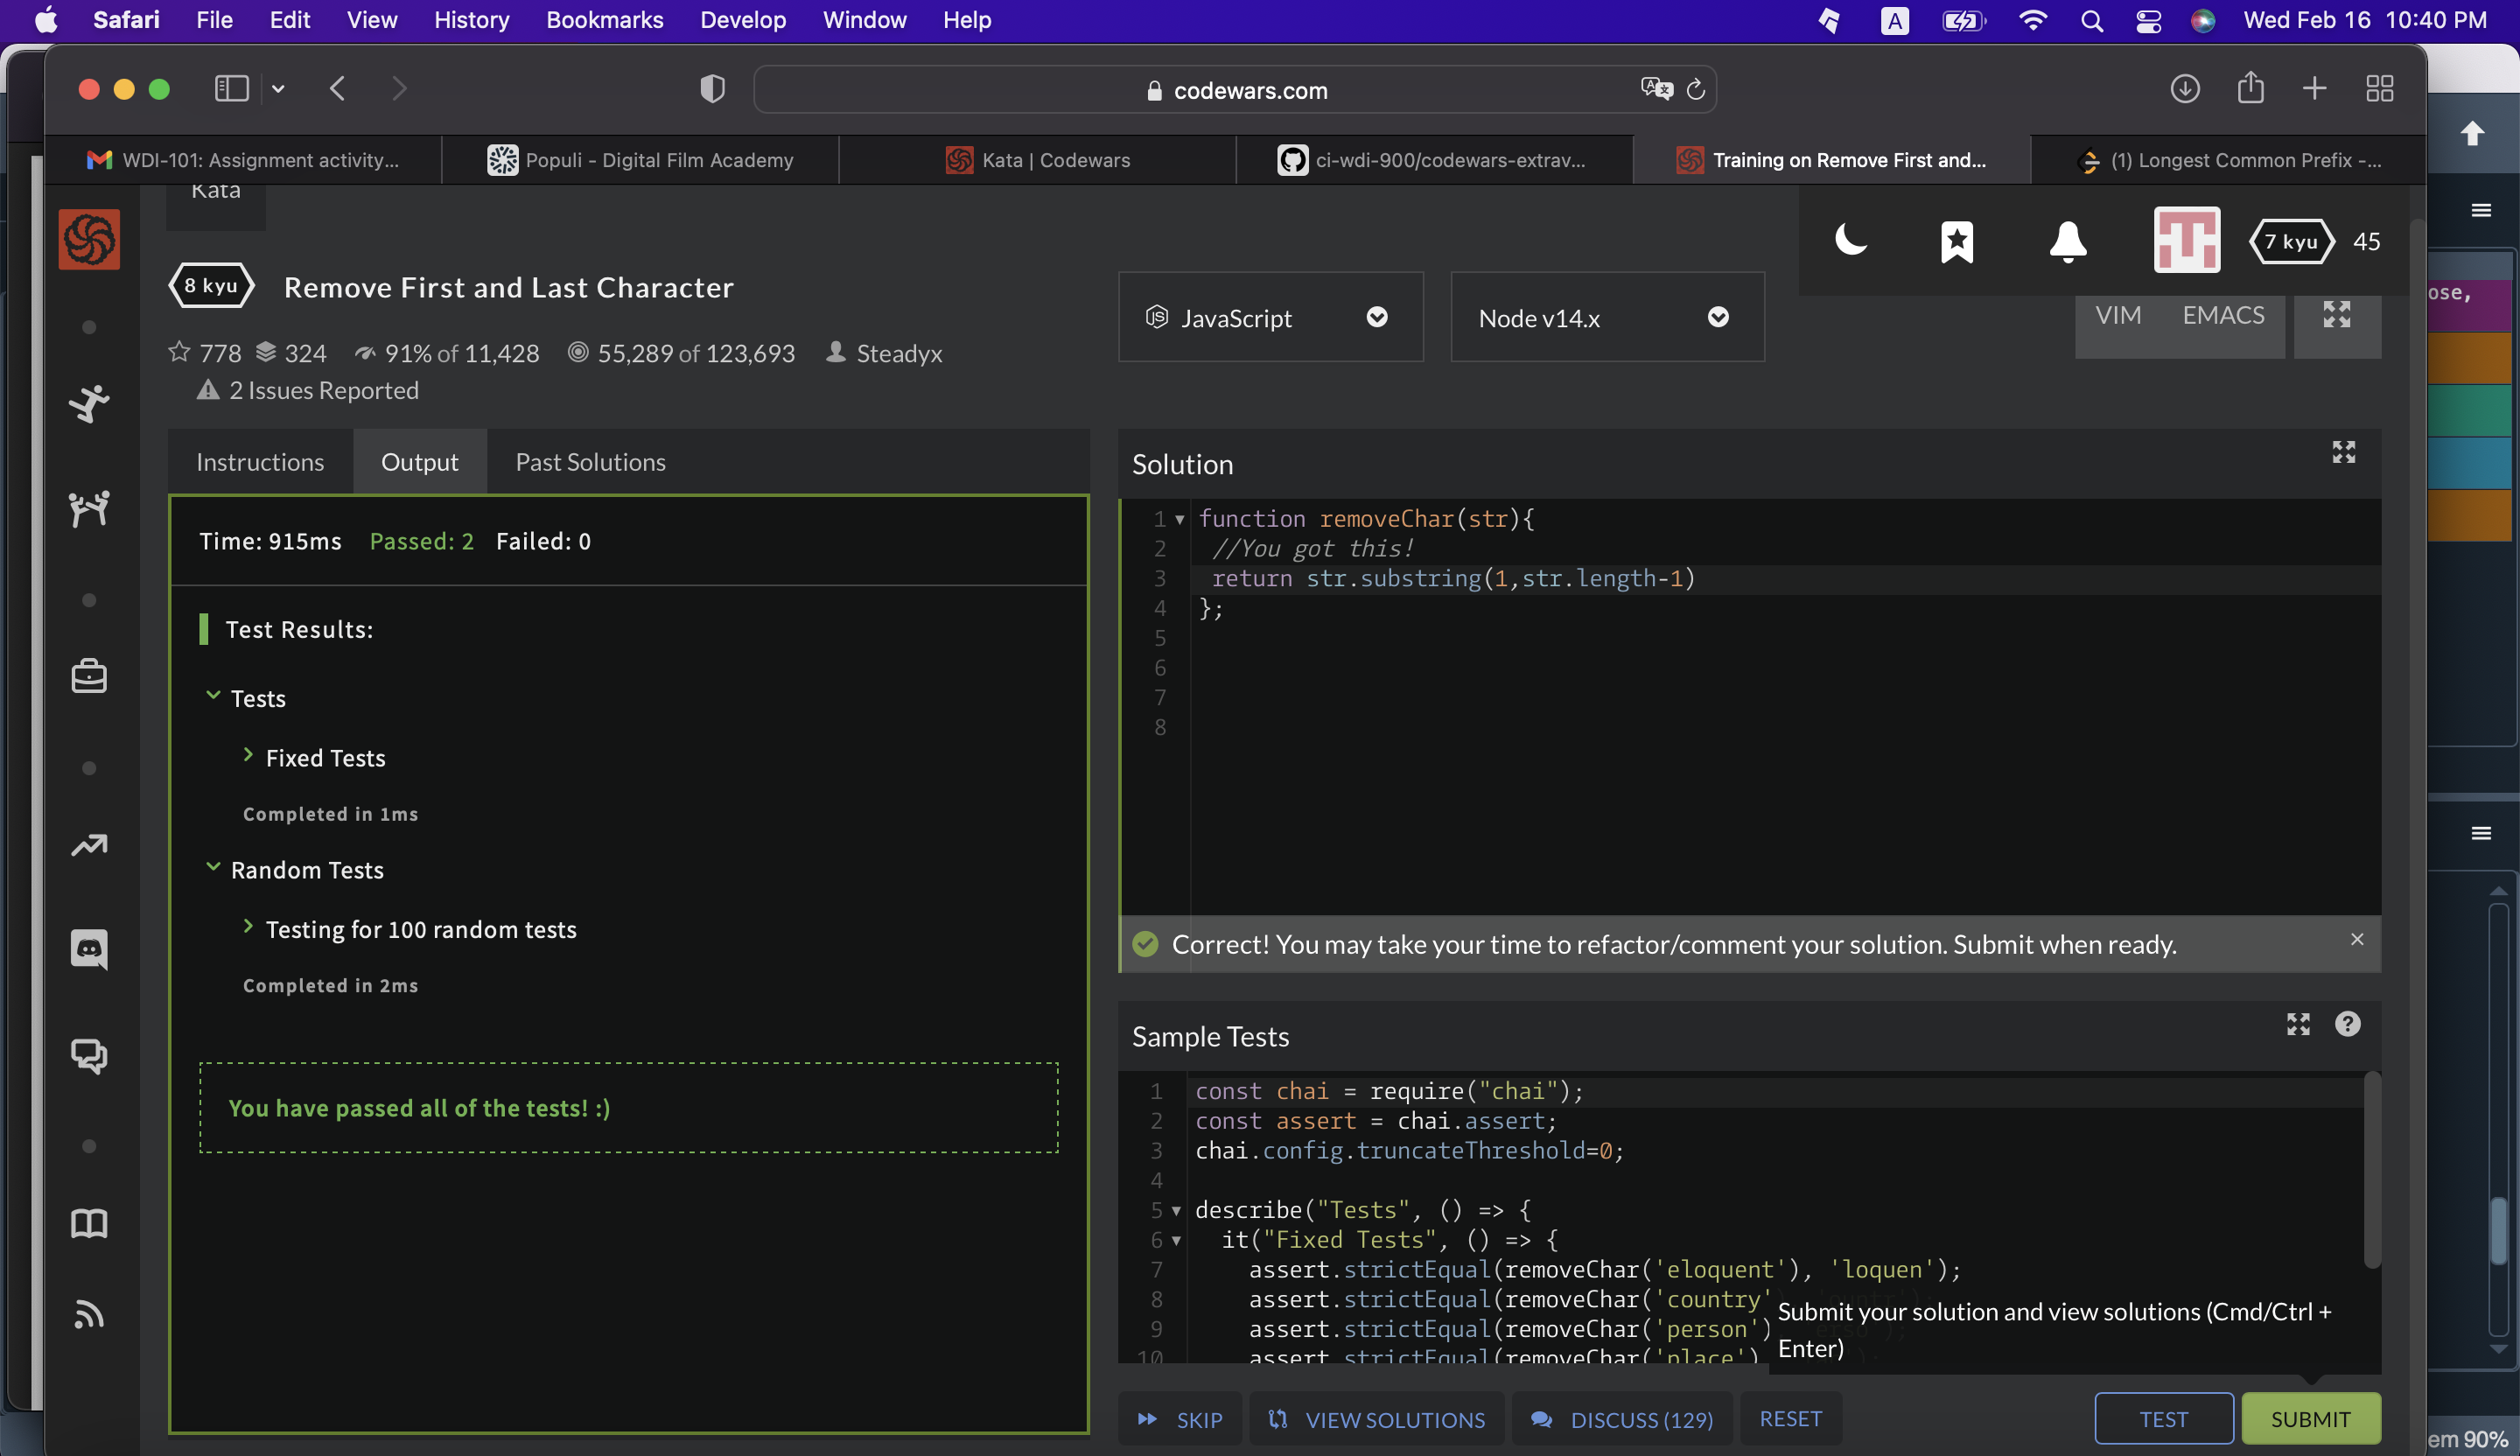 Safari File Edit View History Bookmarks Develop Window Help A Wed Feb 16 10:40 PM
codewars.com
WDI-101: Assignment activity... Populi - Digital Film Academy Kata | Codewars ci-wdi-900/codewars-extrav... Training on Remove First and... (1) Longest Common Prefix -...
Kata
7 kyu 45
8 kyu Remove First and Last Character
JavaScript Node v14.x VIM EMACS
ose,
778 324 91% of 11,428 55,289 of 123,693 Steadyx
2 Issues Reported
Instructions Output Past Solutions
Solution
Time: 915ms Passed: 2 Failed: 0
Test Results:
Tests
Fixed Tests
Completed in 1ms
Random Tests
Testing for 100 random tests
Completed in 2ms
You have passed all of the tests! :)
1 function removeChar(str){
2 //You got this!
3 return str.substring(1,str.length-1)
4 };
5
6
7
8
Correct! You may take your time to refactor/comment your solution. Submit when ready.
Sample Tests
1 const chai = require("chai");
2 const assert = chai.assert;
3 chai.config.truncateThreshold=0;
4
5 describe("Tests", () => {
6 it("Fixed Tests", () => {
7 assert.strictEqual(removeChar('eloquent'), 'loquen');
8 assert.strictEqual(removeChar('country'
9 assert.strictEqual(removeChar('person')
10 assert.strictEqual(removeChar('place')
Submit your solution and view solutions (Cmd/Ctrl +
Enter)
SKIP VIEW SOLUTIONS DISCUSS (129) RESET TEST SUBMIT
em 90%